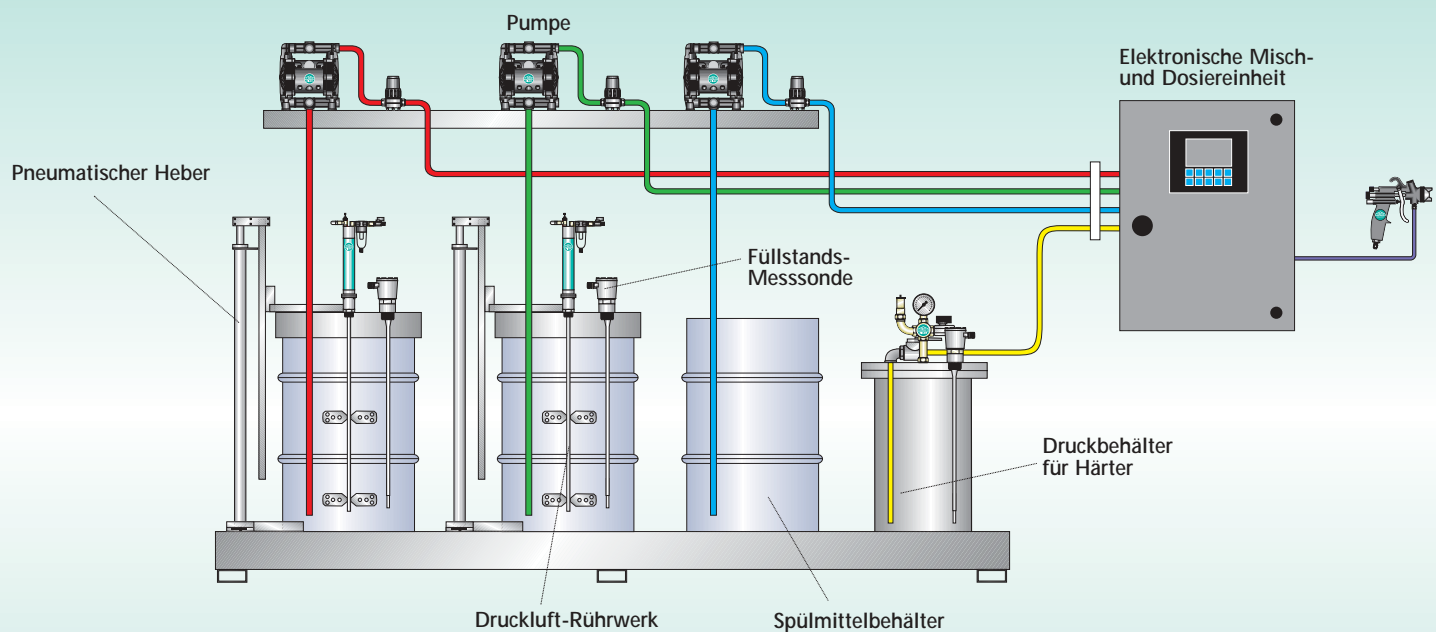 Pumpe
Elektronische Misch-
und Dosiereinheit
Pneumatischer Heber
Füllstands-
Messsonde
Druckbehälter
für Härter
Druckluft-Rührwerk
Spülmittelbehälter